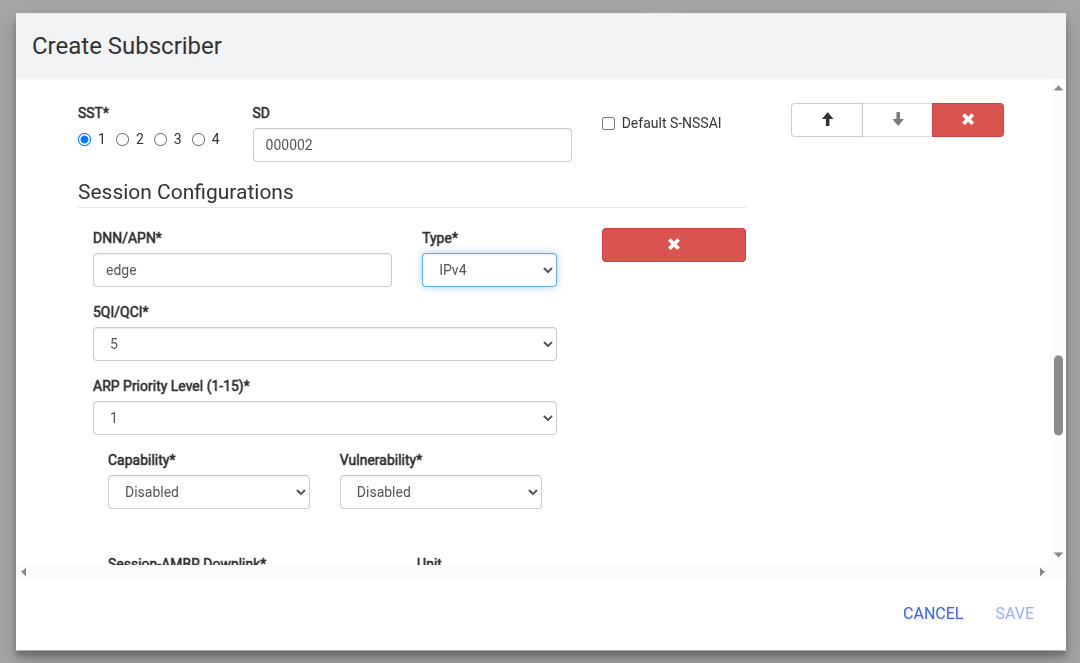 Create Subscriber
SST* SD
1 2 3 4 000002 Default S-NSSAI
Session Configurations
DNN/APN* Type*
edge IPv4
5QI/QCI*
5
ARP Priority Level (1-15)*
1
Capability* Vulnerability*
Disabled Disabled
Session-AMBR Downlink* Unit
CANCEL SAVE